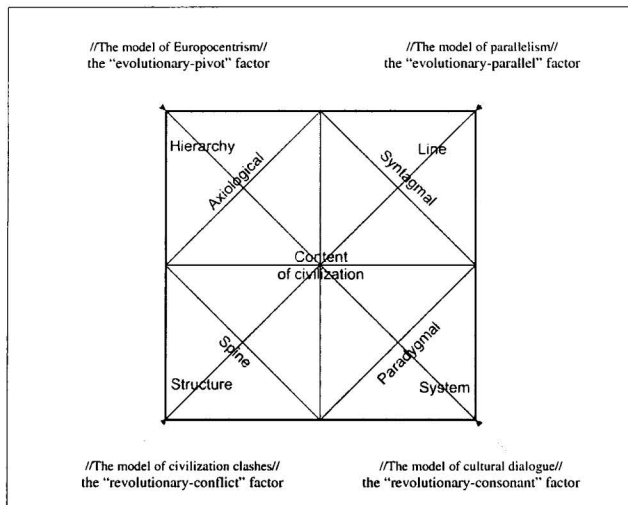 //The model of Europocentrism//
the “evolutionary-pivot” factor
//The model of parallelism//
the “evolutionary-parallel” factor
Hierarchy
Axiological
Syntagmal
Line
Content
of civilization
Spine
Structure
Paradygmal
System
//The model of civilization clashes//
the “revolutionary-conflict” factor
//The model of cultural dialogue//
the “revolutionary-consonant” factor